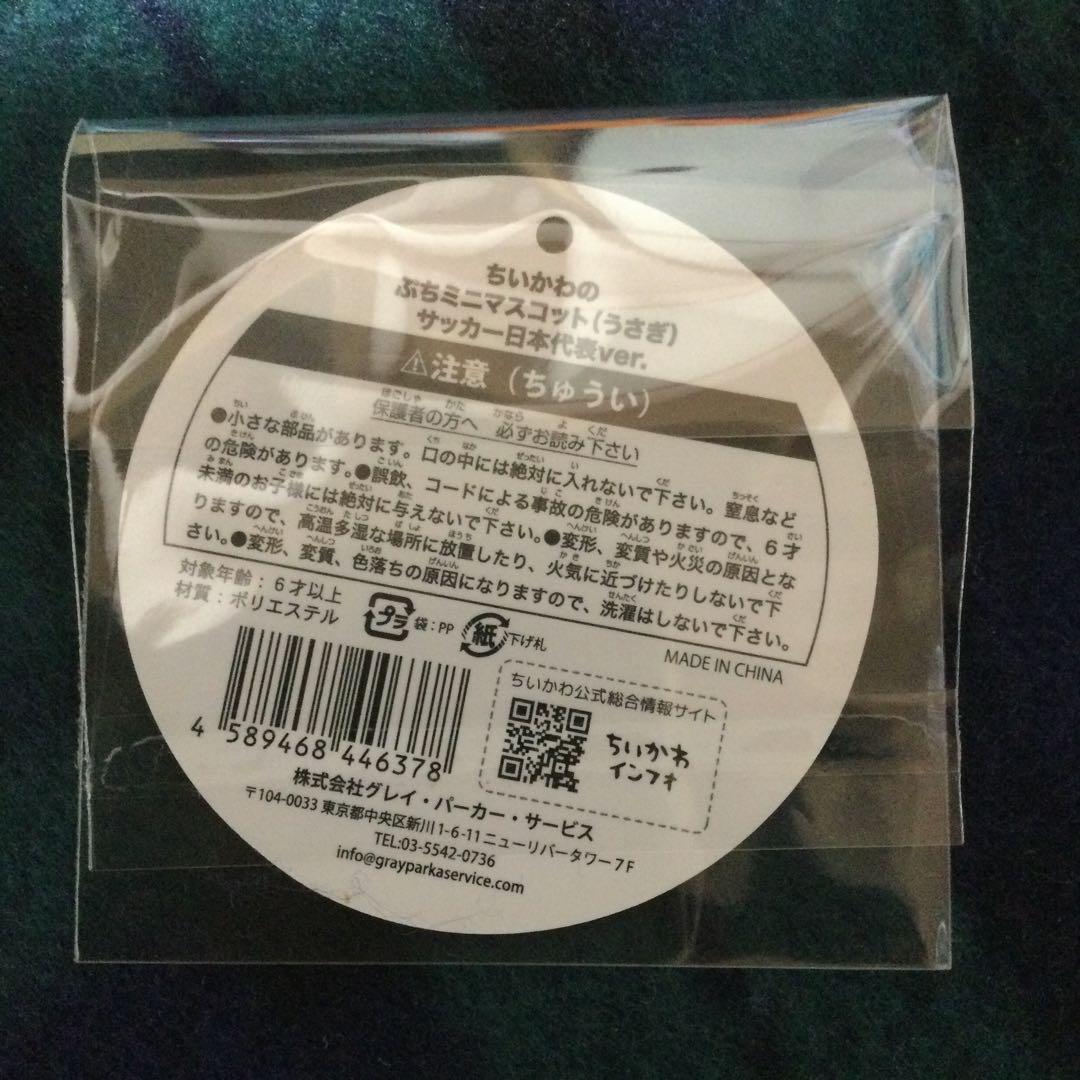 ちいかわの
ぷちミニマスコット(うさぎ)
サッカー日本代表ver.
⚠注意（ちゅうい）
保護者の方へ 必ずお読み下さい
●小さな部品があります。口の中には絶対に入れないで下さい。窒息など
の危険があります。●誤飲、コードによる事故の危険がありますので、6才
未満のお子様には絶対に与えないで下さい。●変形、変質や火災の原因とな
りますので、高温多湿な場所に放置したり、火気に近づけたりしないで下
さい。●変形、変質、色落ちの原因になりますので、洗濯はしないで下さい。
対象年齢：6才以上
材質：ポリエステル
プラ 袋：PP 紙 下げ札
MADE IN CHINA
ちいかわ公式総合情報サイト
ちいかわ
インフォ
4 589468 446378
株式会社グレイ・パーカー・サービス
〒104-0033 東京都中央区新川1-6-11 ニューリバータワー7F
TEL:03-5542-0736
info@grayparkaservice.com